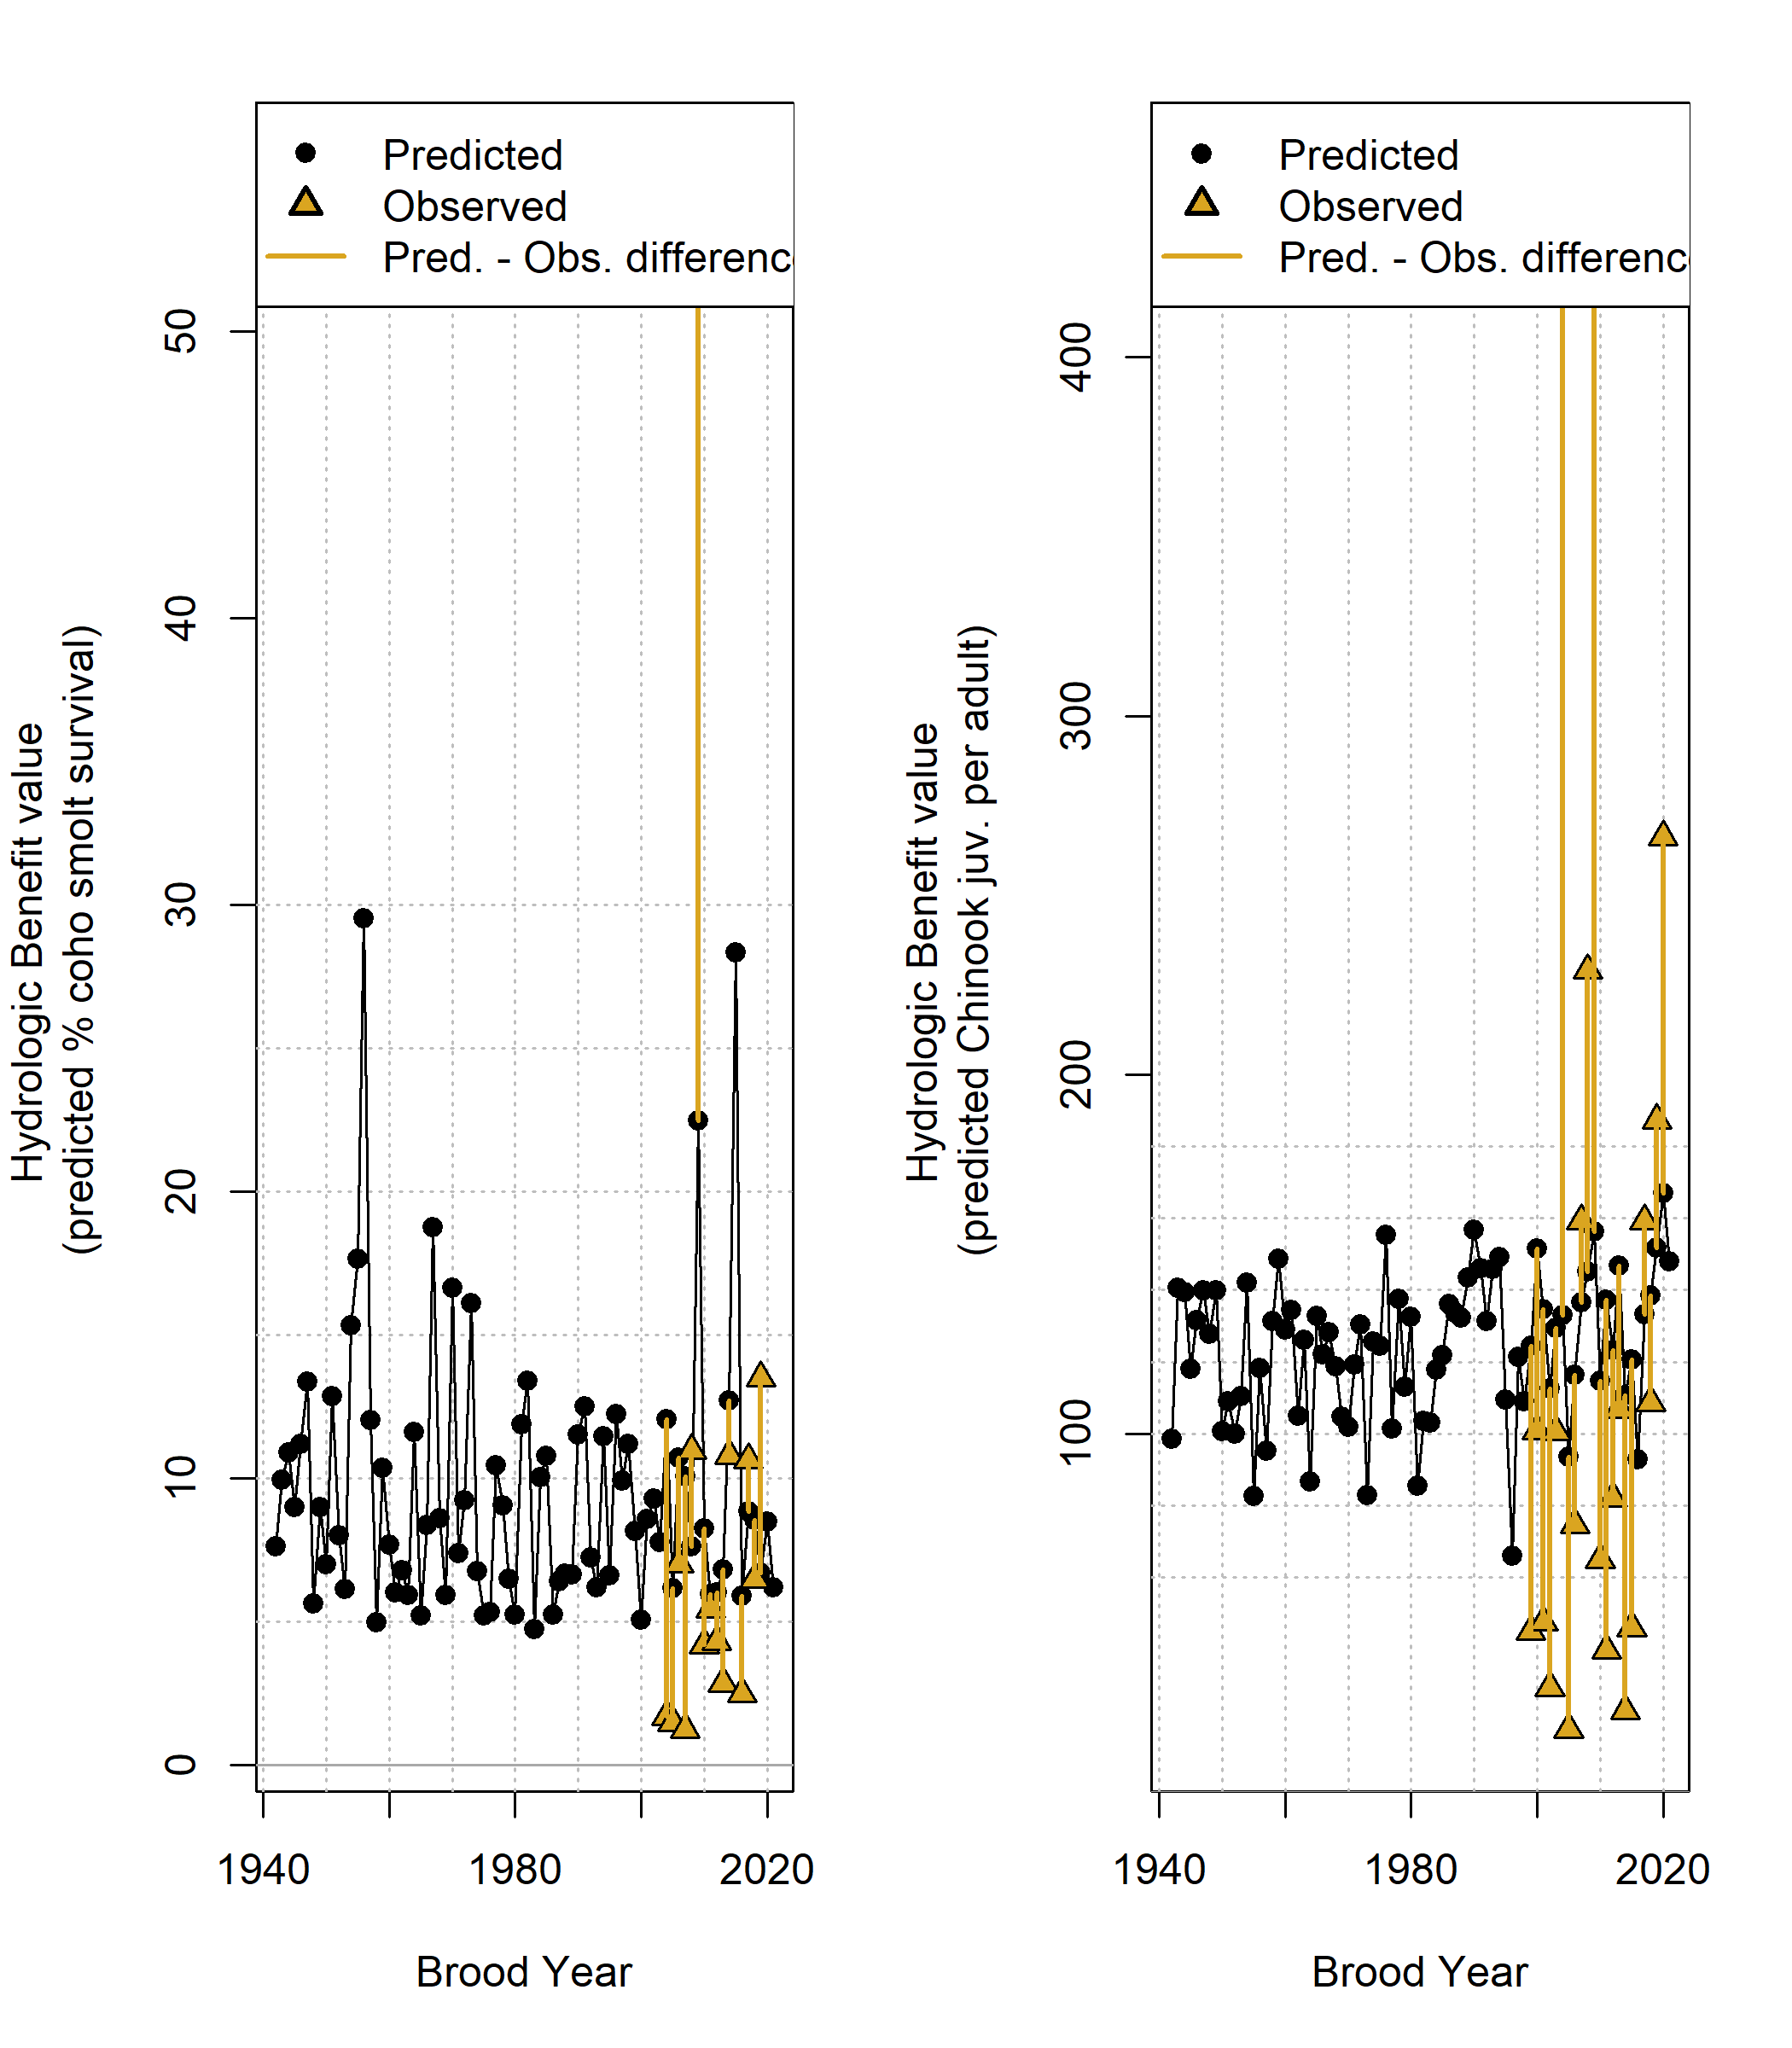 Predicted
Observed
Pred. - Obs. differenc
50
40
30
20
10
0
Hydrologic Benefit value
(predicted % coho smolt survival)
1940
1980
2020
Brood Year
Predicted
Observed
Pred. - Obs. differenc
400
300
200
100
Hydrologic Benefit value
(predicted Chinook juv. per adult)
1940
1980
2020
Brood Year